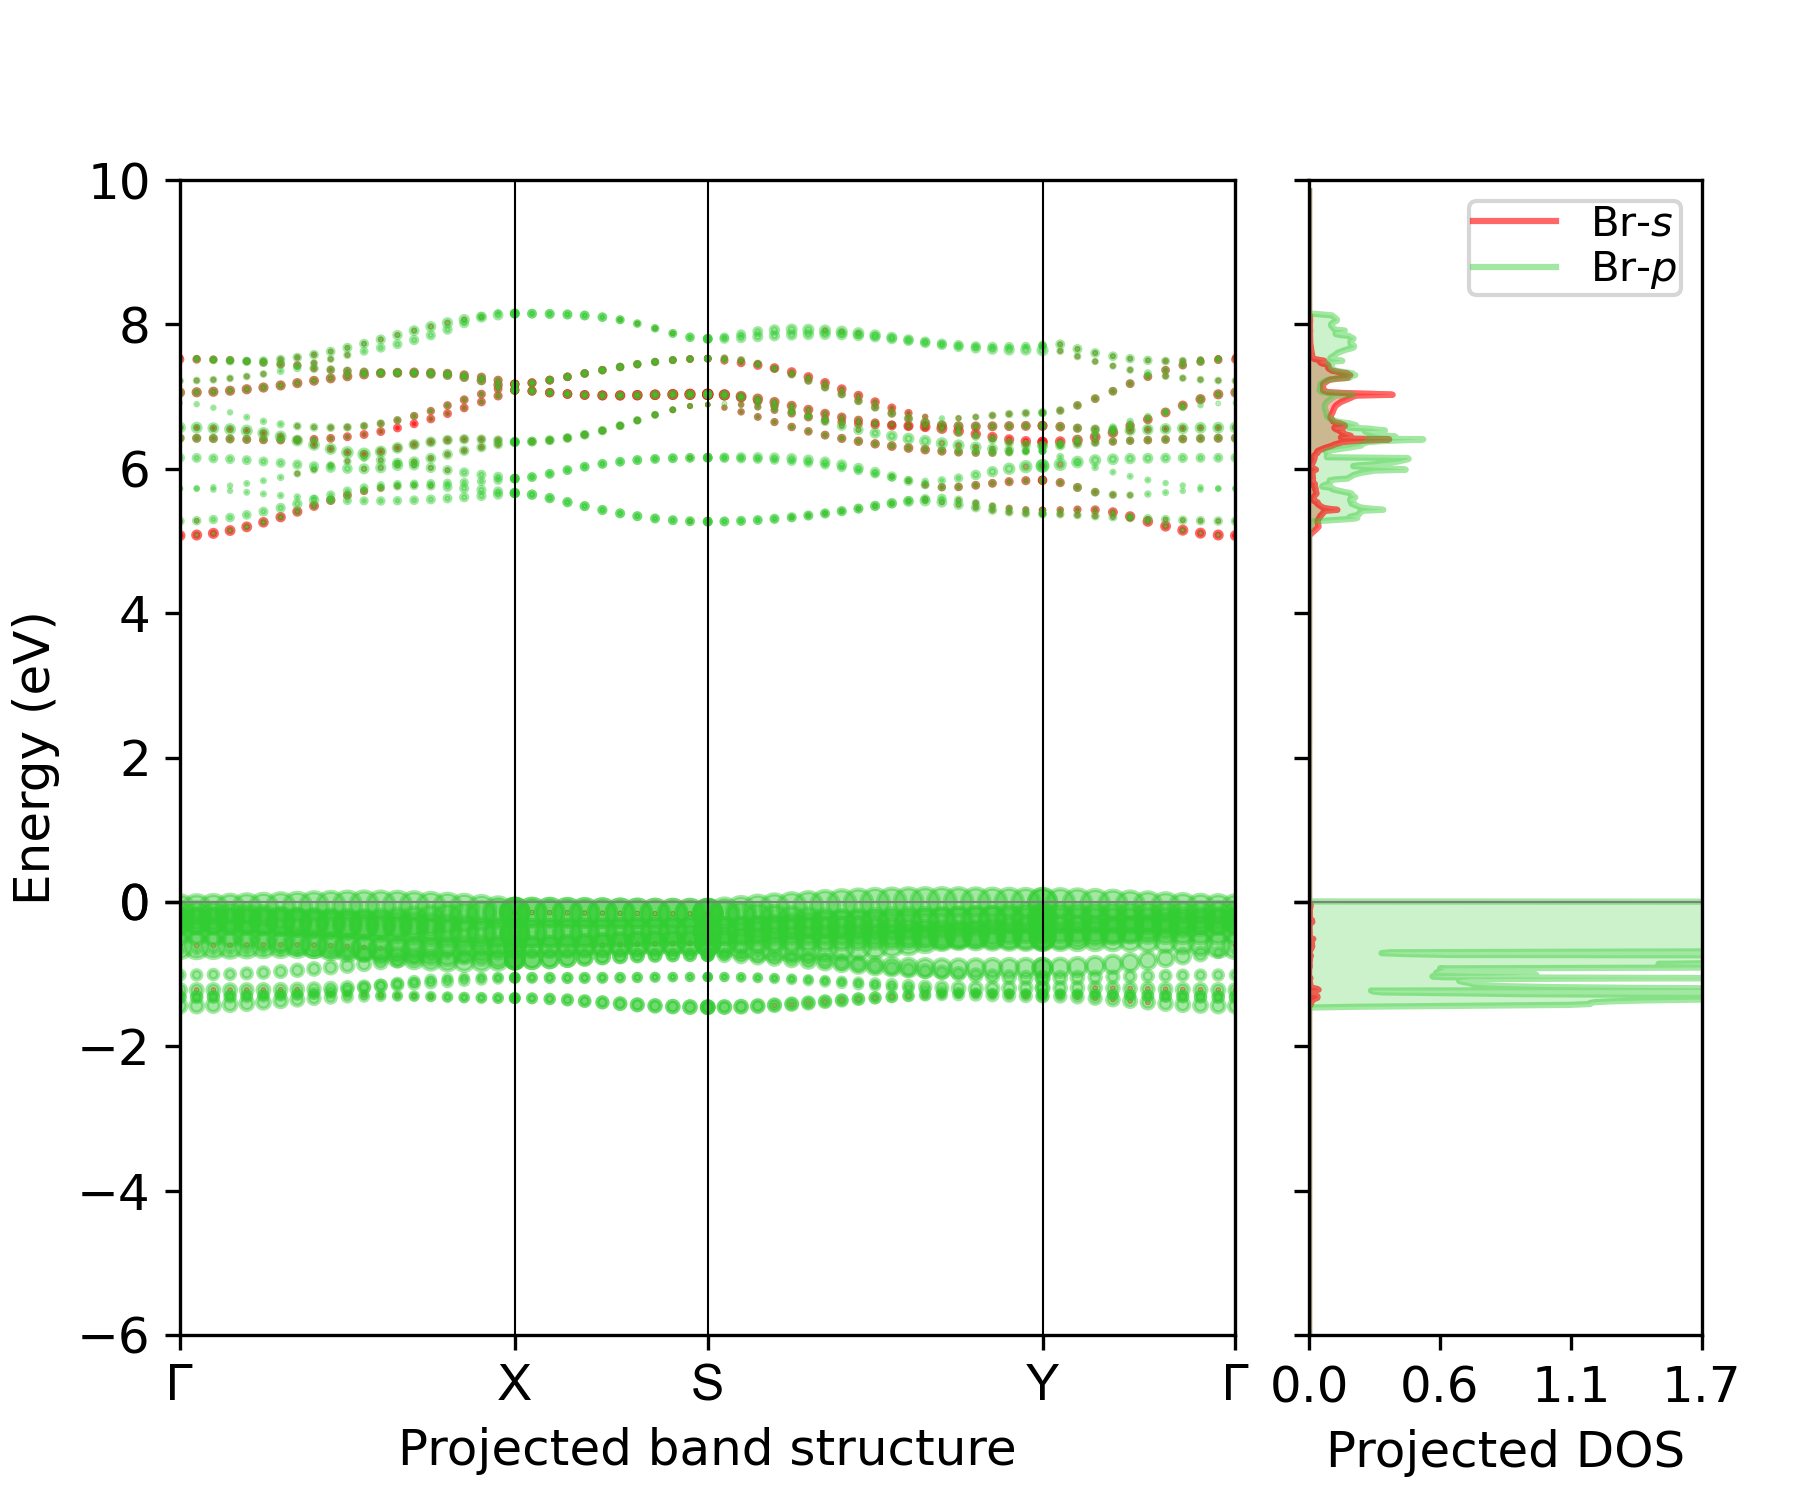 10
8
6
4
2
0
−2
−4
−6
Energy (eV)
Γ X S Y Γ
Projected band structure
Br-s
Br-p
0.0 0.6 1.1 1.7
Projected DOS